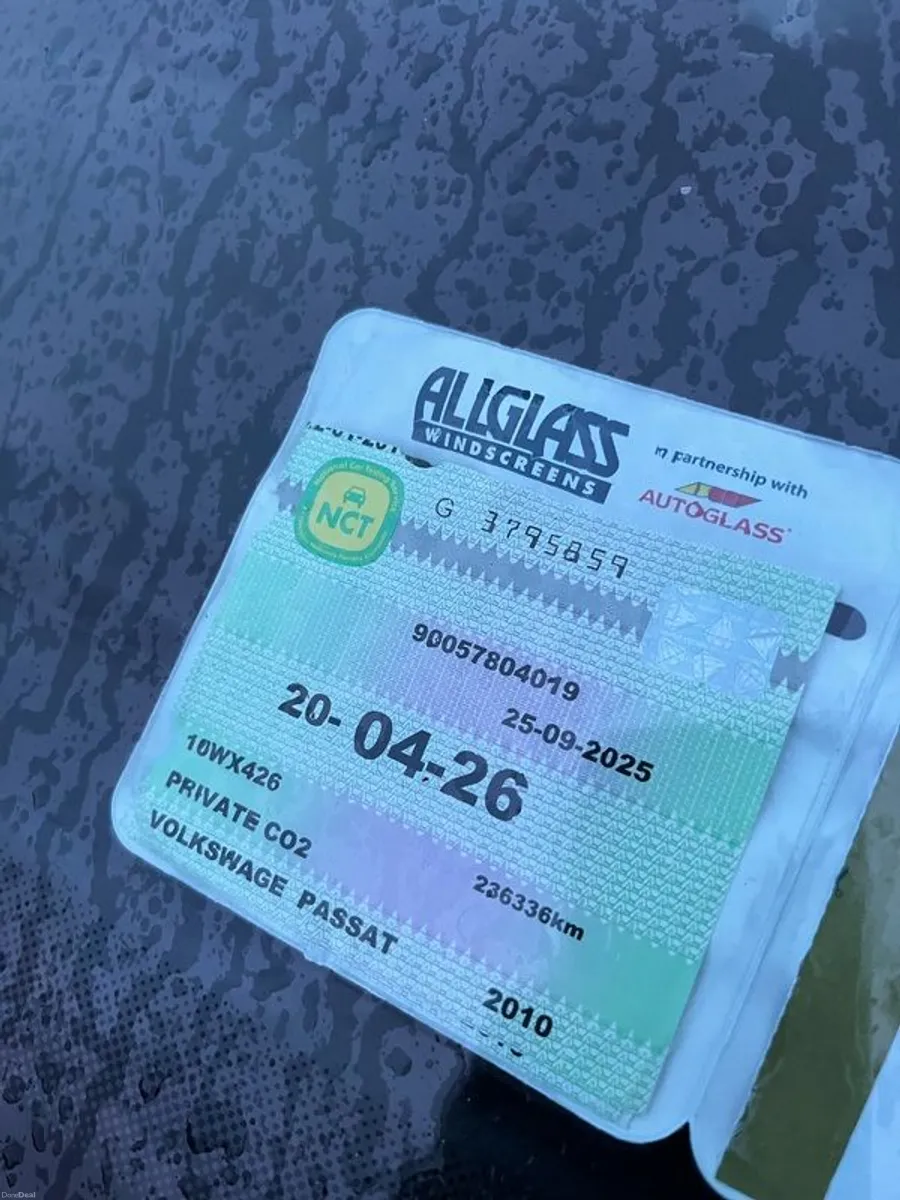 ALLGLASS
WINDSCREENS
in partnership with
AUTOGLASS
NCT
G 3795859
90057804019
25-09-2025
20-04-26
10WX426
PRIVATE CO2
VOLKSWAGE PASSAT
236336km
2010
DoneDeal